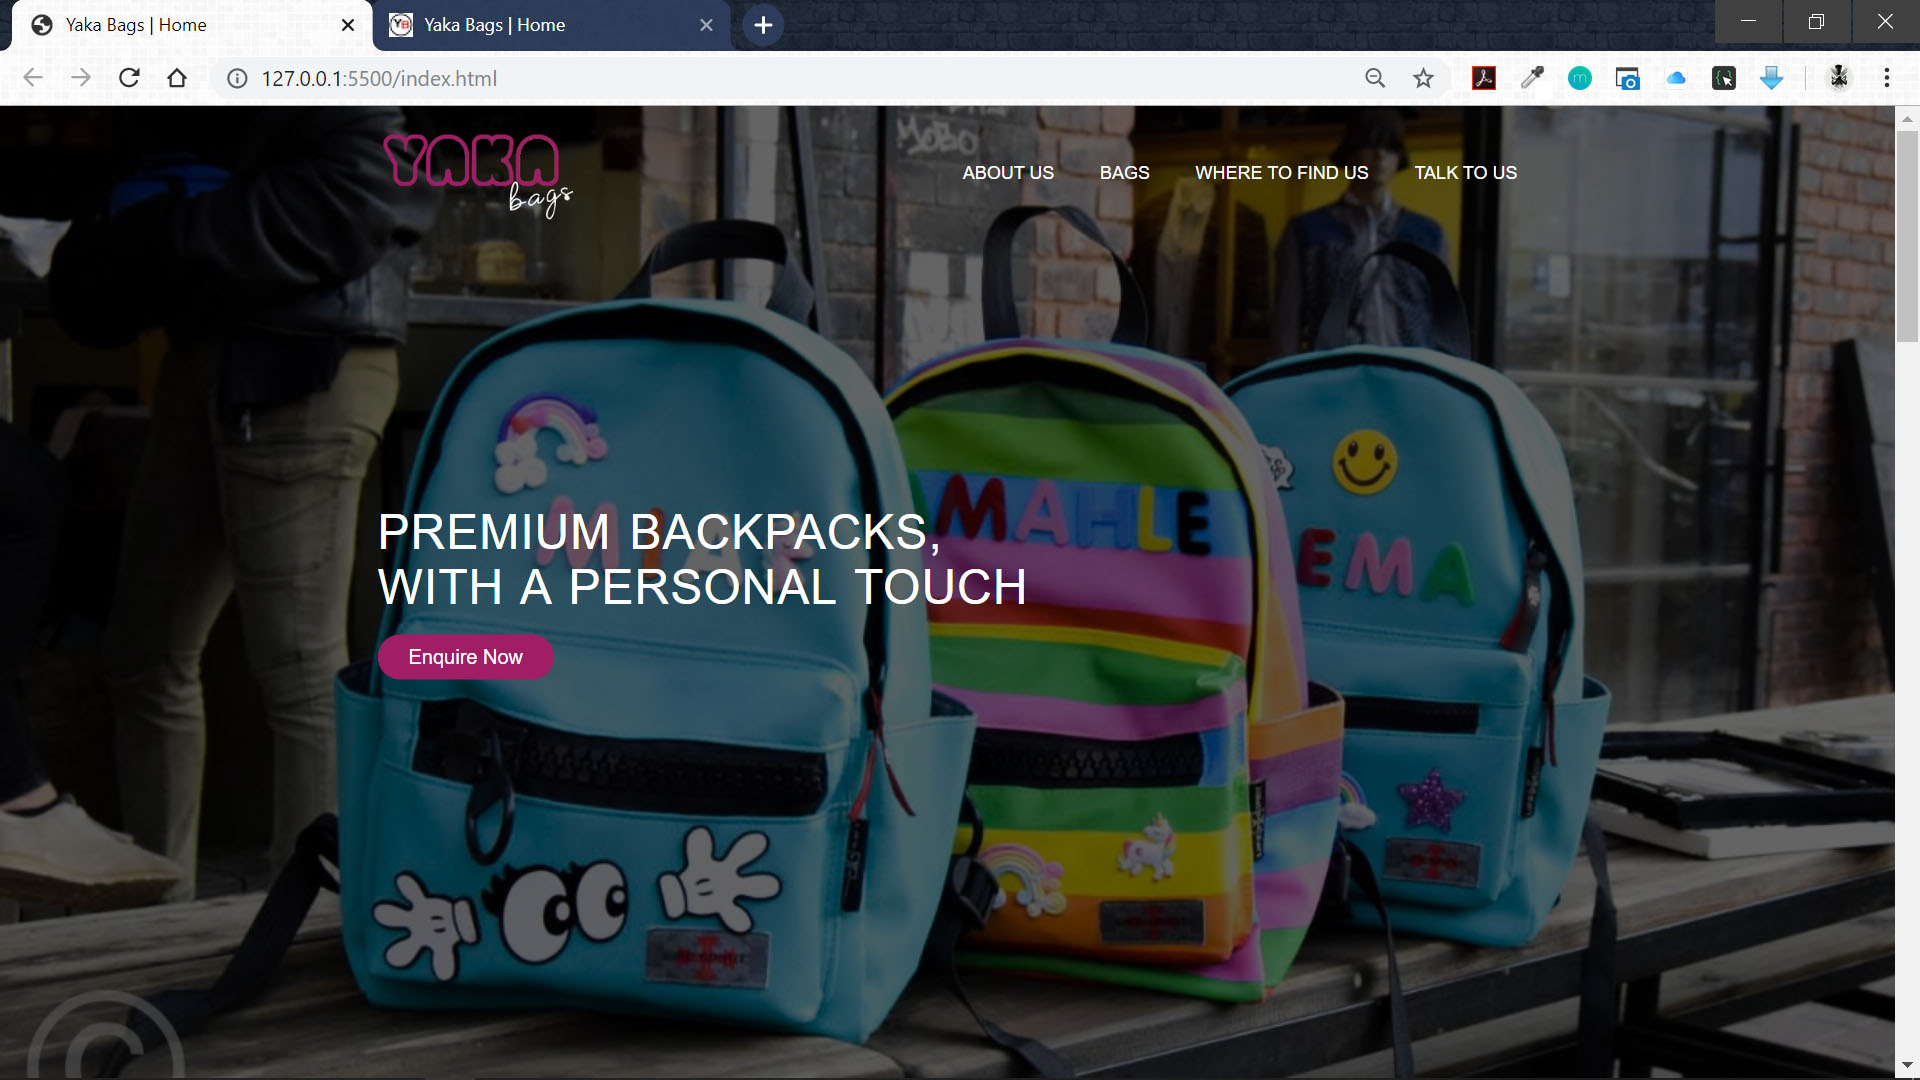 Yaka Bags | Home
Yaka Bags | Home
127.0.0.1:5500/index.html
YAKA
bags
ABOUT US
BAGS
WHERE TO FIND US
TALK TO US
MOBO
MAHLE
EMA
PREMIUM BACKPACKS,
WITH A PERSONAL TOUCH
Enquire Now
©